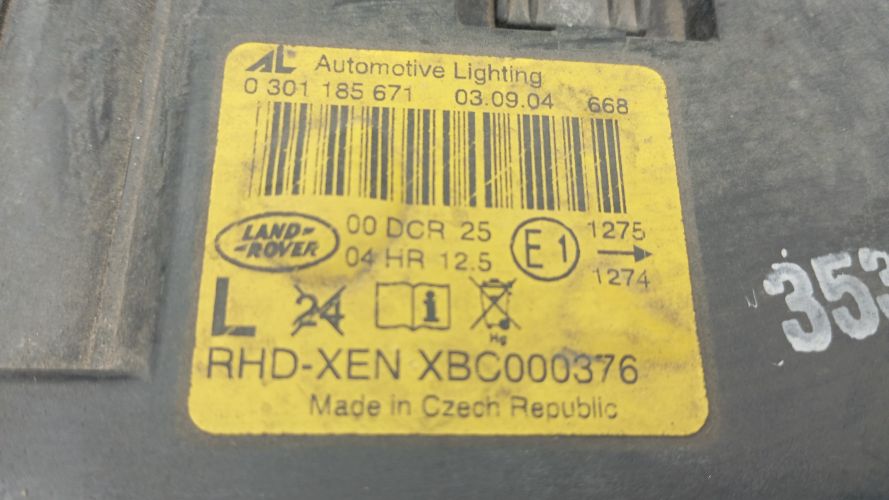 AL Automotive Lighting
0 301 185 671 03.09.04 668
LAND-
-ROVER
00 DCR 25
04 HR 12.5
E1
1275
1274
L 24 i
Hg
RHD-XEN XBC000376
Made in Czech Republic
353